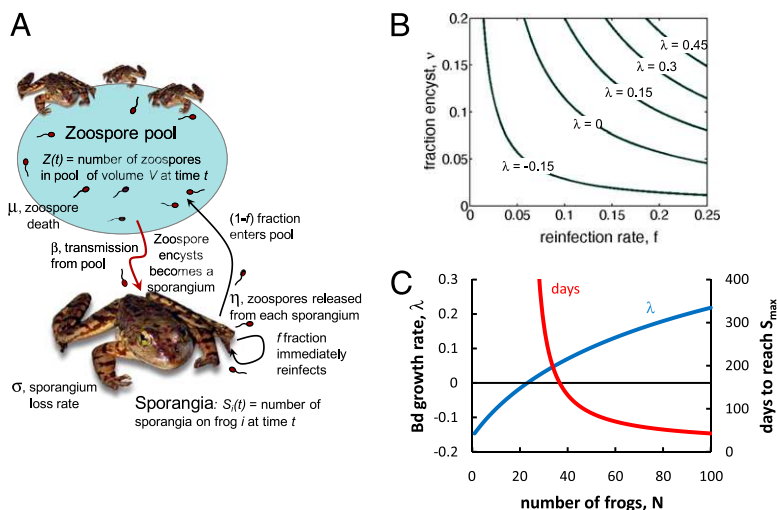 A
Zoospore pool
Z(t) = number of zoospores
in pool of volume V at time t
μ, zoospore
death
β, transmission
from pool
Zoospore
encysts
becomes a
sporangium
(1-f) fraction
enters pool
η, zoospores released
from each sporangium
f fraction
immediately
reinfects
σ, sporangium
loss rate
Sporangia: Si(t) = number of
sporangia on frog i at time t
B
fraction encyst, ν
0.2
0.15
0.1
0.05
0
λ = 0.45
λ = 0.3
λ = 0.15
λ = 0
λ = -0.15
0 0.05 0.1 0.15 0.2 0.25
reinfection rate, f
C
Bd growth rate, λ
0.3
0.2
0.1
0
-0.1
-0.2
days
λ
400
300
200
100
0
days to reach Smax
0 20 40 60 80 100
number of frogs, N